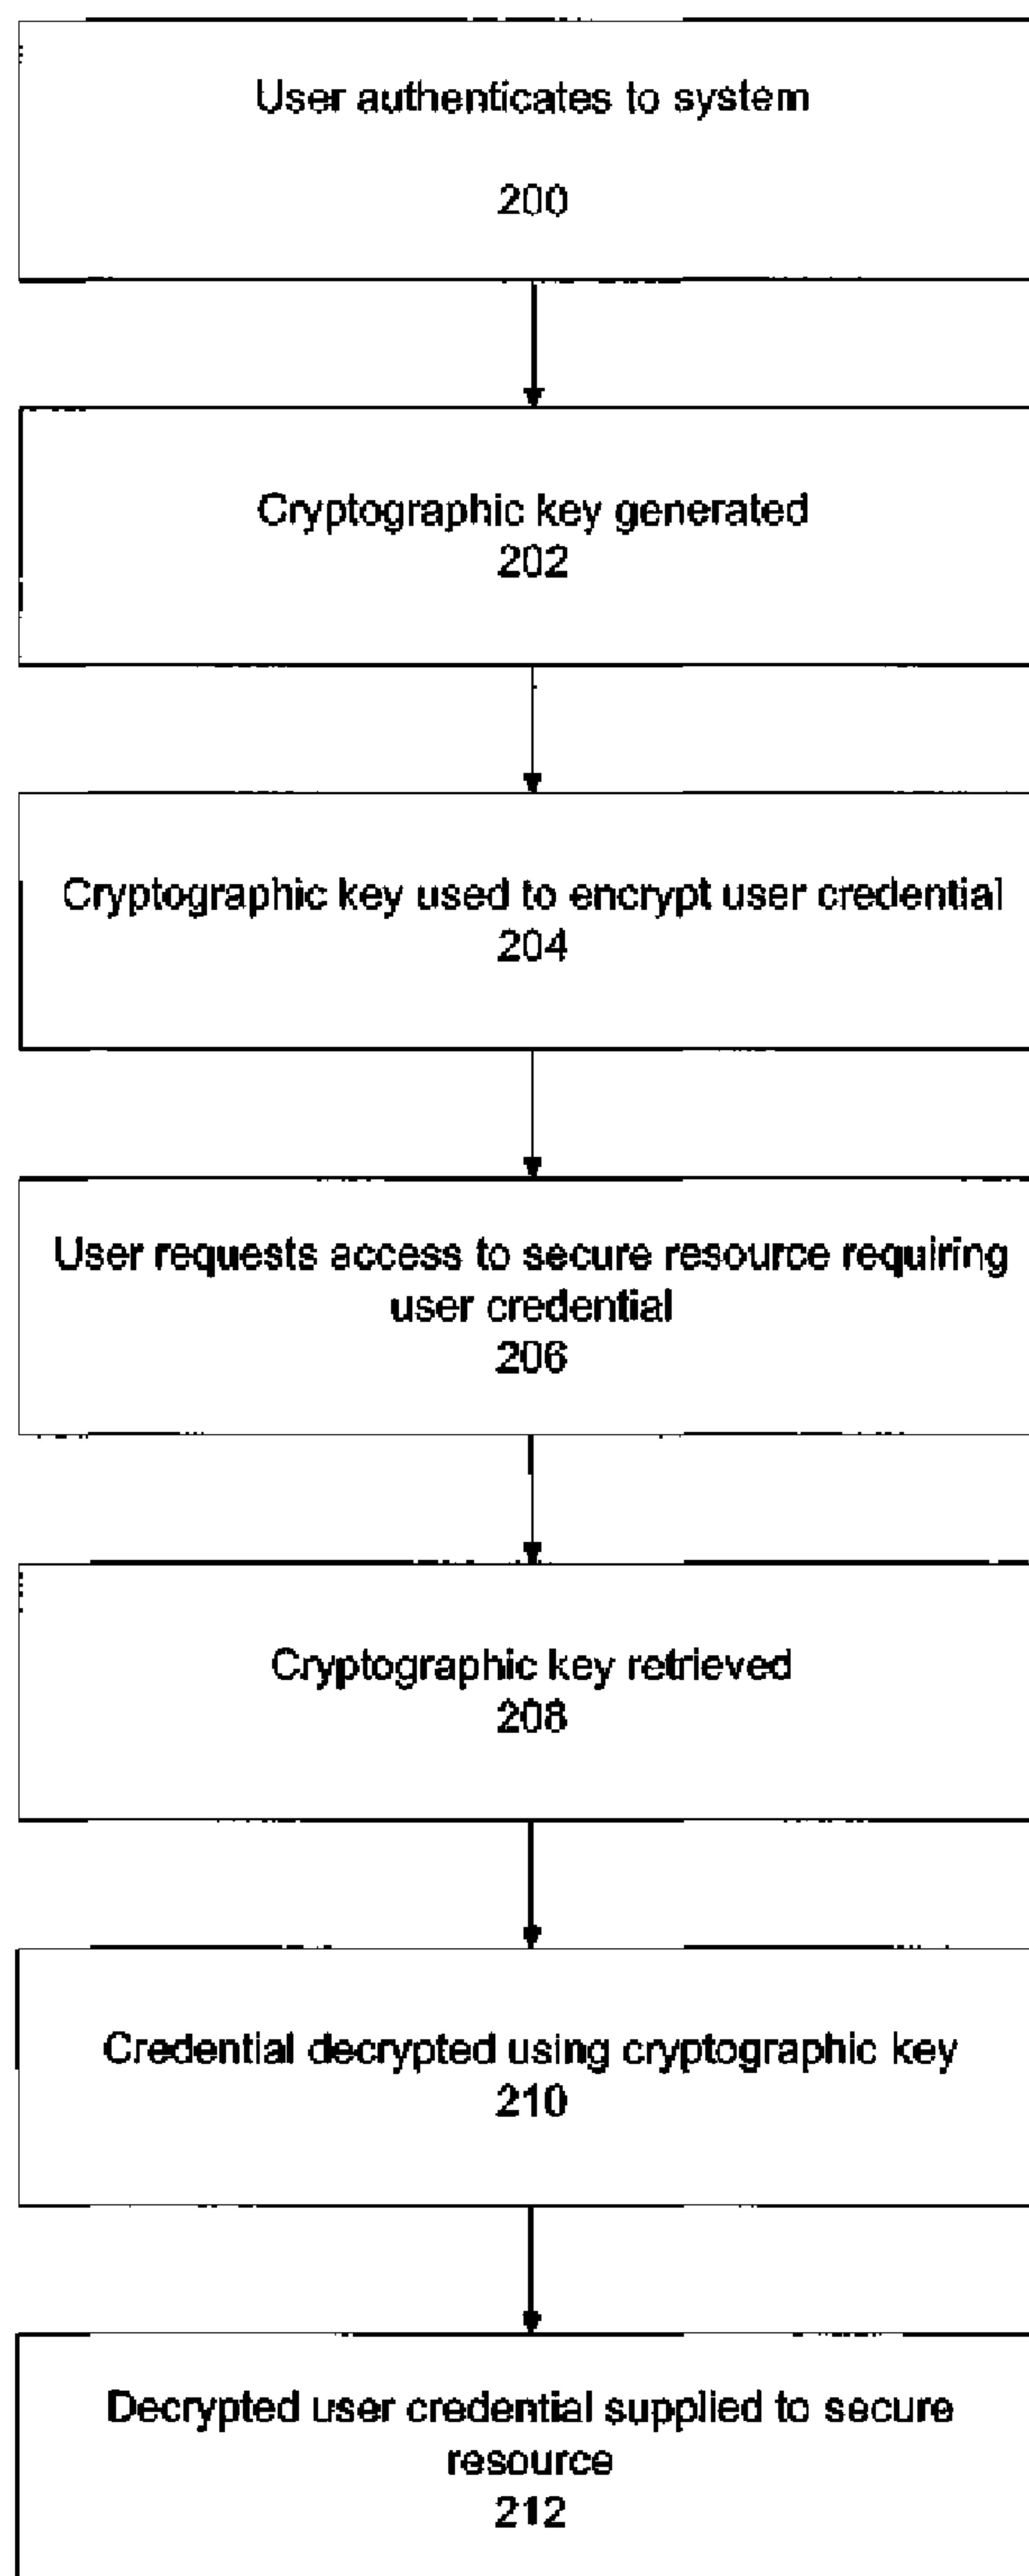 User authenticates to system
200
Cryptographic key generated
202
Cryptographic key used to encrypt user credential
204
User requests access to secure resource requiring
user credential
206
Cryptographic key retrieved
208
Credential decrypted using cryptographic key
210
Decrypted user credential supplied to secure
resource
212